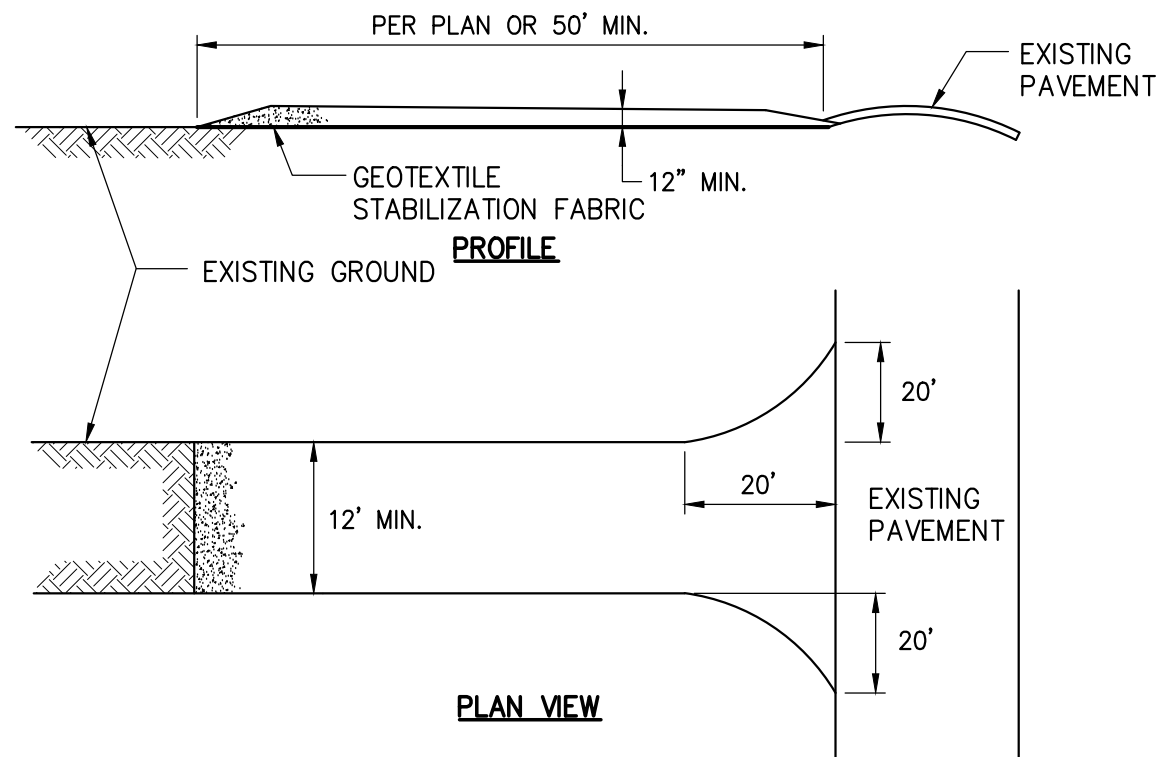 PER PLAN OR 50' MIN.
EXISTING
PAVEMENT
GEOTEXTILE
STABILIZATION FABRIC
12" MIN.
PROFILE
EXISTING GROUND
20'
20'
EXISTING
PAVEMENT
12' MIN.
20'
PLAN VIEW